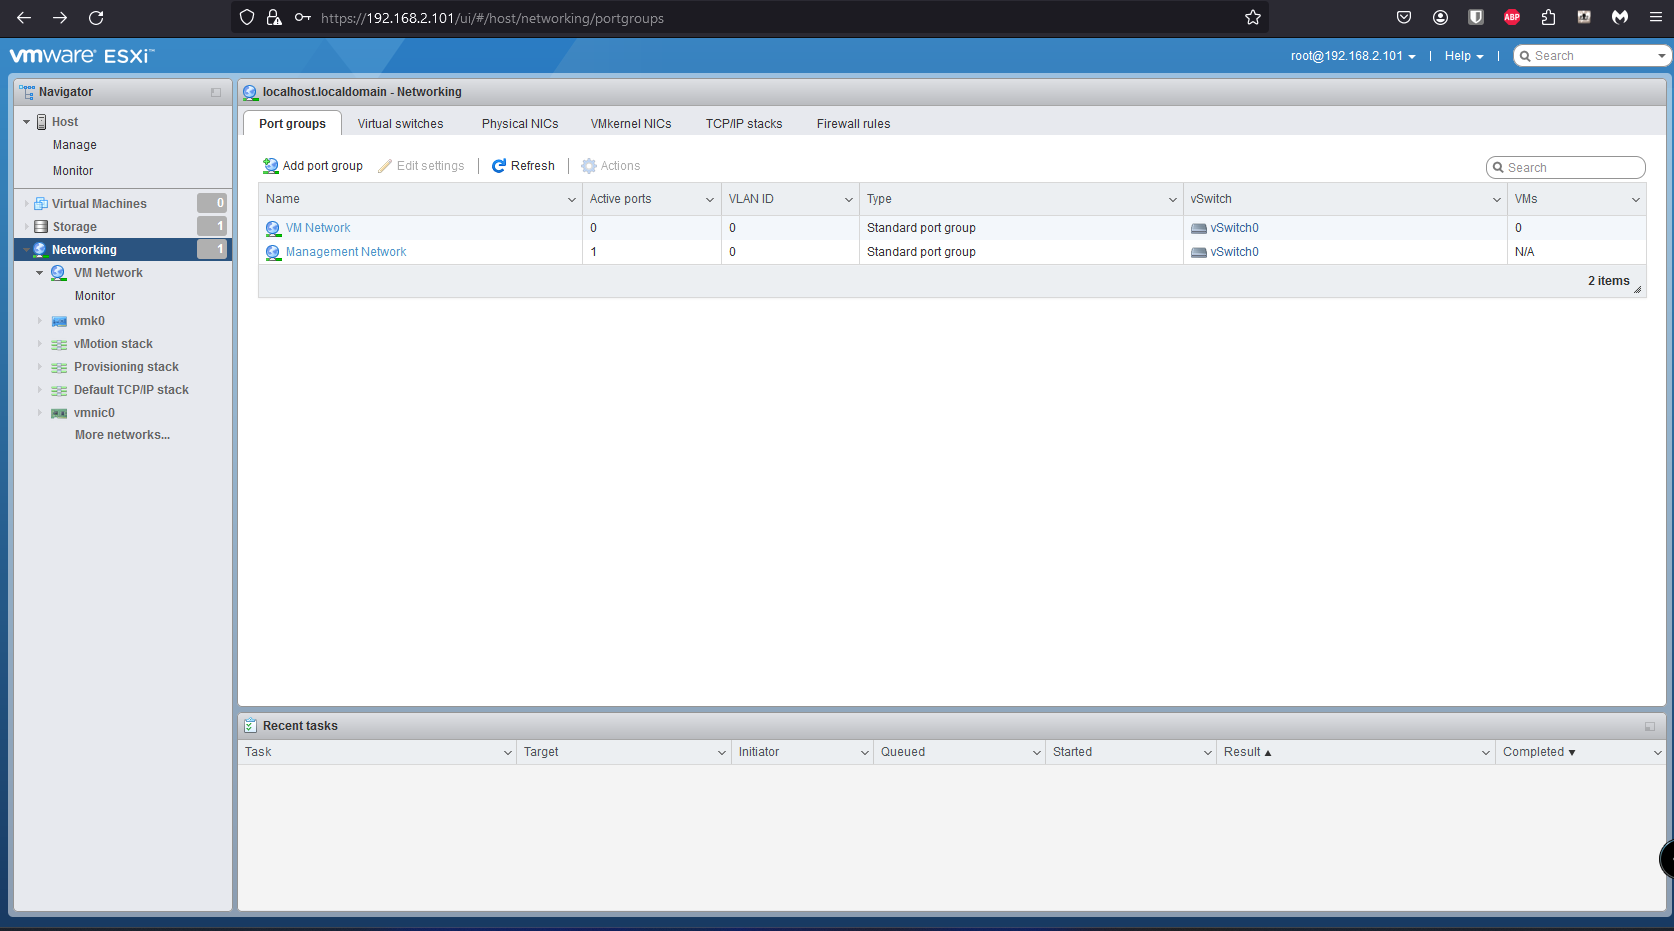 https://192.168.2.101/ui/#/host/networking/portgroups
ABP
vmware® ESXi™
root@192.168.2.101 | Help | Search
Navigator
Host
Manage
Monitor
Virtual Machines 0
Storage 1
Networking 1
VM Network
Monitor
vmk0
vMotion stack
Provisioning stack
Default TCP/IP stack
vmnic0
More networks...
localhost.localdomain - Networking
Port groups Virtual switches Physical NICs VMkernel NICs TCP/IP stacks Firewall rules
Add port group Edit settings | Refresh | Actions
Search
Name Active ports VLAN ID Type vSwitch VMs
VM Network 0 0 Standard port group vSwitch0 0
Management Network 1 0 Standard port group vSwitch0 N/A
2 items
Recent tasks
Task Target Initiator Queued Started Result ▲ Completed ▼